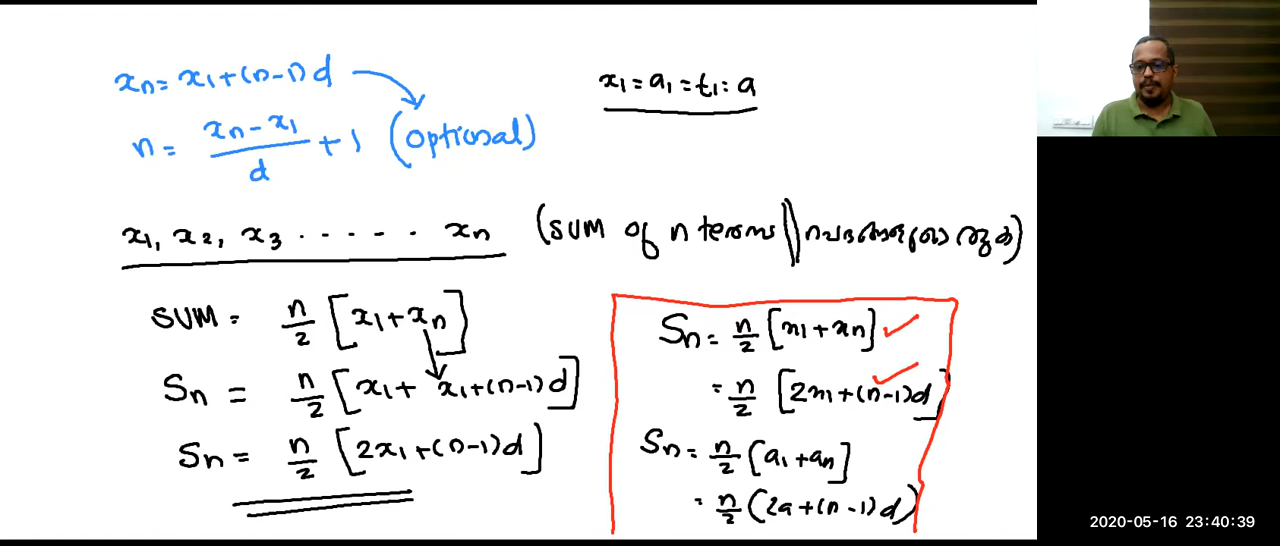 xn = x1+(n-1)d
x1 = a1 = t1 = a
n = (xn - x1)/d + 1 (optional)
x1, x2, x3 ...... xn (sum of n terms // nപദങ്ങളുടെ തുക)
SUM = n/2 [x1+xn]
Sn = n/2 [x1+ x1+(n-1)d]
Sn = n/2 [2x1+(n-1)d]
Sn = n/2 [x1+xn] ✓
= n/2 [2x1+(n-1)d] ✓
Sn = n/2 [a1+an]
= n/2 (2a+(n-1)d)
2020-05-16 23:40:39